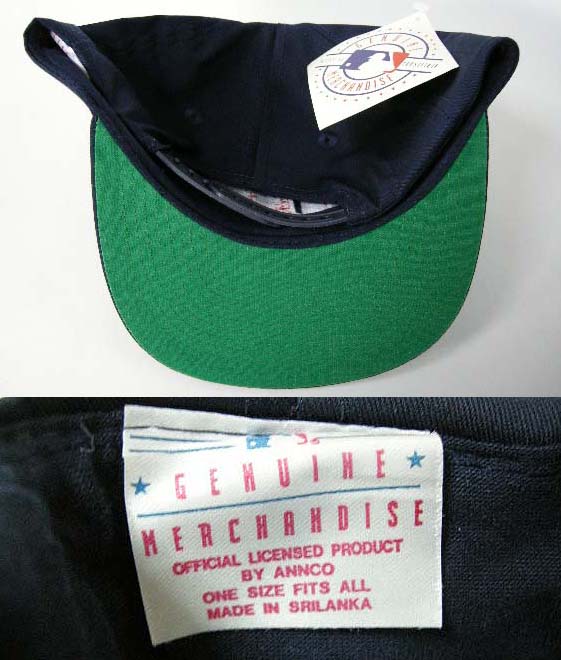 GENUINE
MERCHANDISE
GENUINE
MERCHANDISE
OFFICIAL LICENSED PRODUCT
BY ANNCO
ONE SIZE FITS ALL
MADE IN SRILANKA